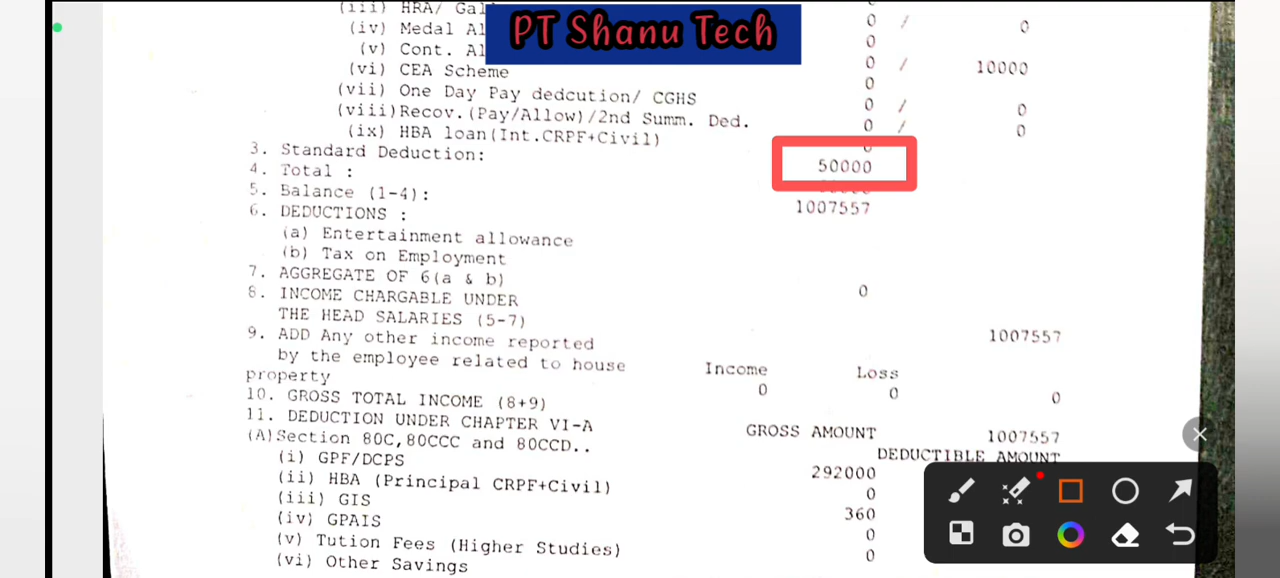 (iii) HRA/ Gal
(iv) Medal Al
(v) Cont. Al
PT Shanu Tech
(vi) CEA Scheme
(vii) One Day Pay dedcution/ CGHS
(viii)Recov.(Pay/Allow)/2nd Summ. Ded.
(ix) HBA loan(Int.CRPF+Civil)
0 / 0
0
0 / 10000
0
0 / 0
0 / 0
3. Standard Deduction:
50000
4. Total :
5. Balance (1-4):
1007557
6. DEDUCTIONS :
(a) Entertainment allowance
(b) Tax on Employment
7. AGGREGATE OF 6(a & b)
0
8. INCOME CHARGABLE UNDER
THE HEAD SALARIES (5-7)
1007557
9. ADD Any other income reported
by the employee related to house
property
Income Loss
0 0 0
10. GROSS TOTAL INCOME (8+9)
1007557
11. DEDUCTION UNDER CHAPTER VI-A
GROSS AMOUNT
DEDUCTIBLE AMOUNT
(A)Section 80C,80CCC and 80CCD..
(i) GPF/DCPS
292000
(ii) HBA (Principal CRPF+Civil)
0
(iii) GIS
360
(iv) GPAIS
0
(v) Tution Fees (Higher Studies)
0
(vi) Other Savings